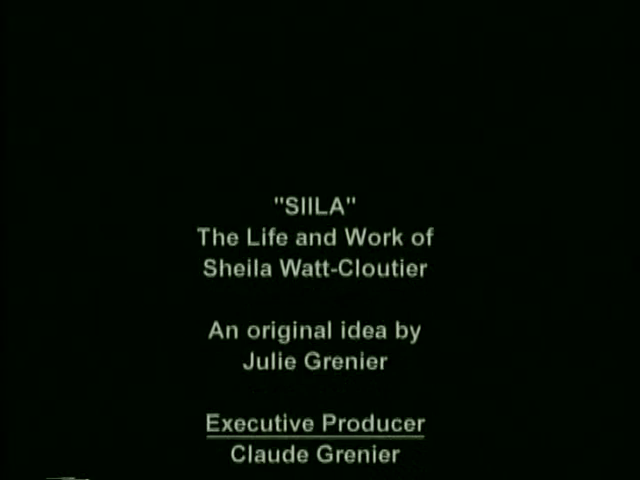 "SIILA"
The Life and Work of
Sheila Watt-Cloutier
An original idea by
Julie Grenier
Executive Producer
Claude Grenier